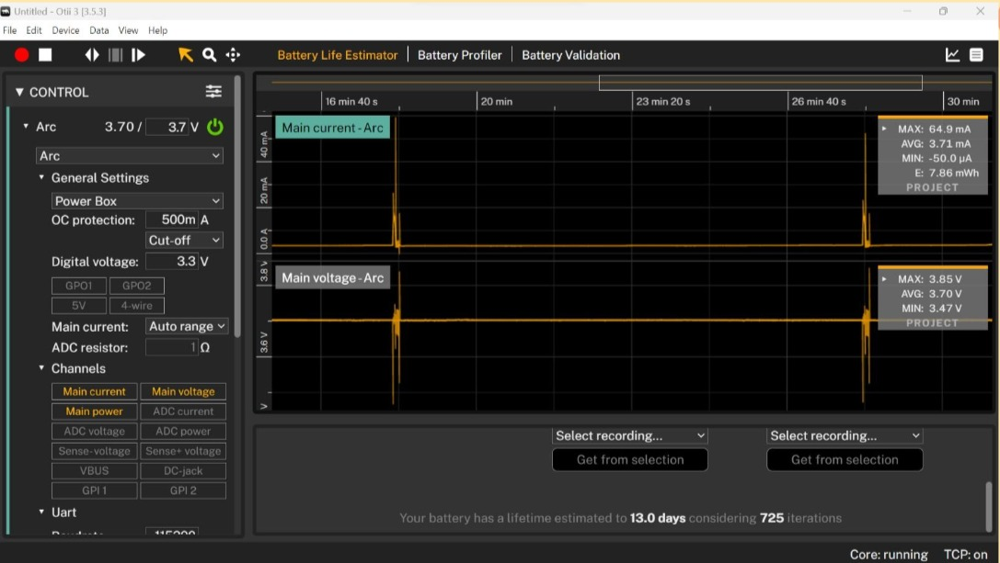 Untitled - Otii 3 [3.5.3]
File Edit Device Data View Help
Battery Life Estimator Battery Profiler Battery Validation
CONTROL
Arc 3.70 / 3.7 V
Arc
General Settings
Power Box
OC protection: 500m A
Cut-off
Digital voltage: 3.3 V
GPO1 GPO2
5V 4-wire
Main current: Auto range
ADC resistor: 1 Ω
Channels
Main current Main voltage
Main power ADC current
ADC voltage ADC power
Sense-voltage Sense+ voltage
VBUS DC-jack
GPI 1 GPI 2
Uart
Baudrate 115200
16 min 40 s 20 min 23 min 20 s 26 min 40 s 30 min
Main current - Arc
40 mA
20 mA
0.0 A
MAX: 64.9 mA
AVG: 3.71 mA
MIN: -50.0 µA
E: 7.86 mWh
PROJECT
Main voltage - Arc
3.8 V
3.6 V
V
MAX: 3.85 V
AVG: 3.70 V
MIN: 3.47 V
PROJECT
Select recording... Select recording...
Get from selection Get from selection
Your battery has a lifetime estimated to 13.0 days considering 725 iterations
Core: running TCP: on